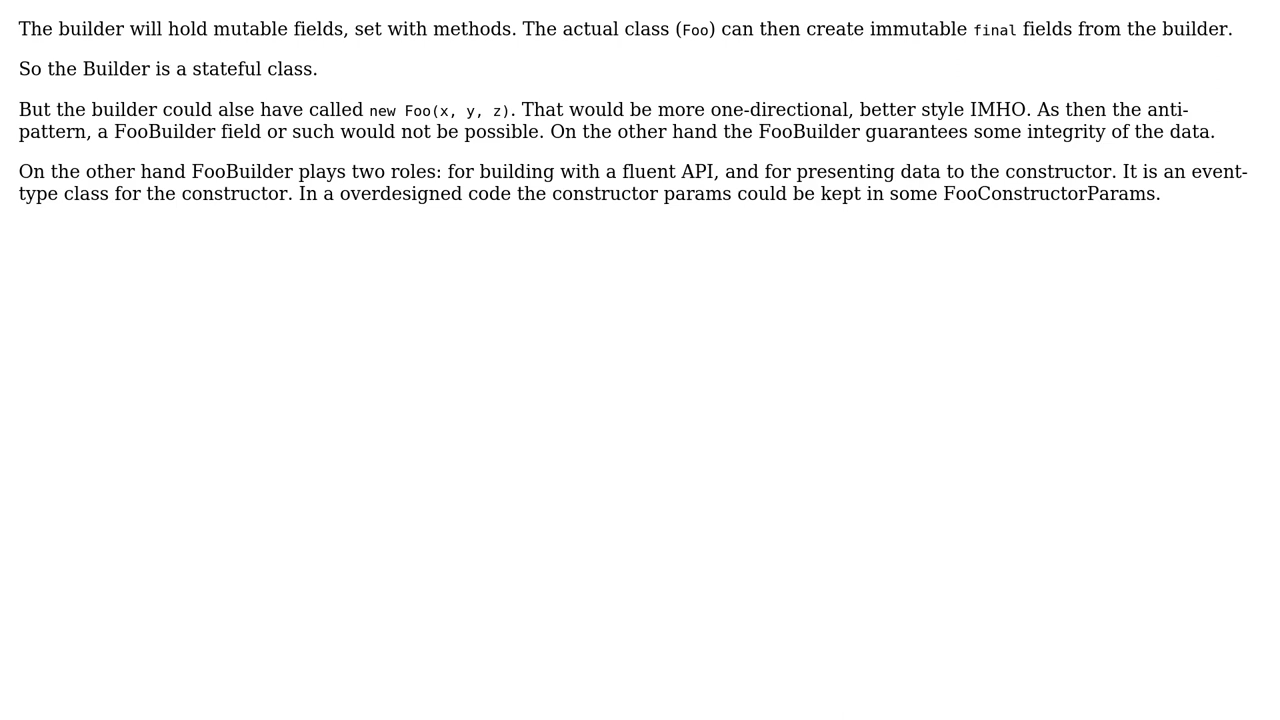 The builder will hold mutable fields, set with methods. The actual class (Foo) can then create immutable final fields from the builder.
So the Builder is a stateful class.
But the builder could alse have called new Foo(x, y, z). That would be more one-directional, better style IMHO. As then the anti-
pattern, a FooBuilder field or such would not be possible. On the other hand the FooBuilder guarantees some integrity of the data.
On the other hand FooBuilder plays two roles: for building with a fluent API, and for presenting data to the constructor. It is an event-
type class for the constructor. In a overdesigned code the constructor params could be kept in some FooConstructorParams.